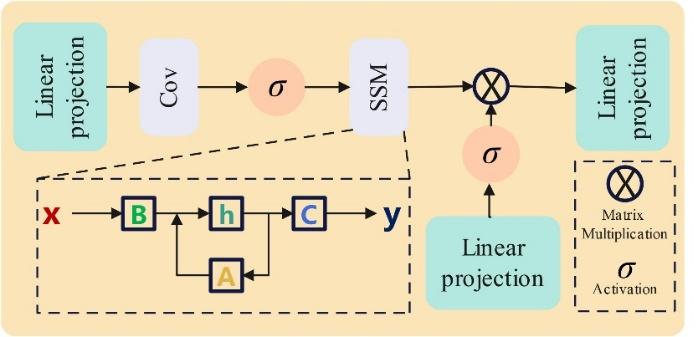 Linear
projection
Cov
σ
SSM
Linear
projection
σ
Linear
projection
x
B
h
C
y
A
Matrix
Multiplication
σ
Activation